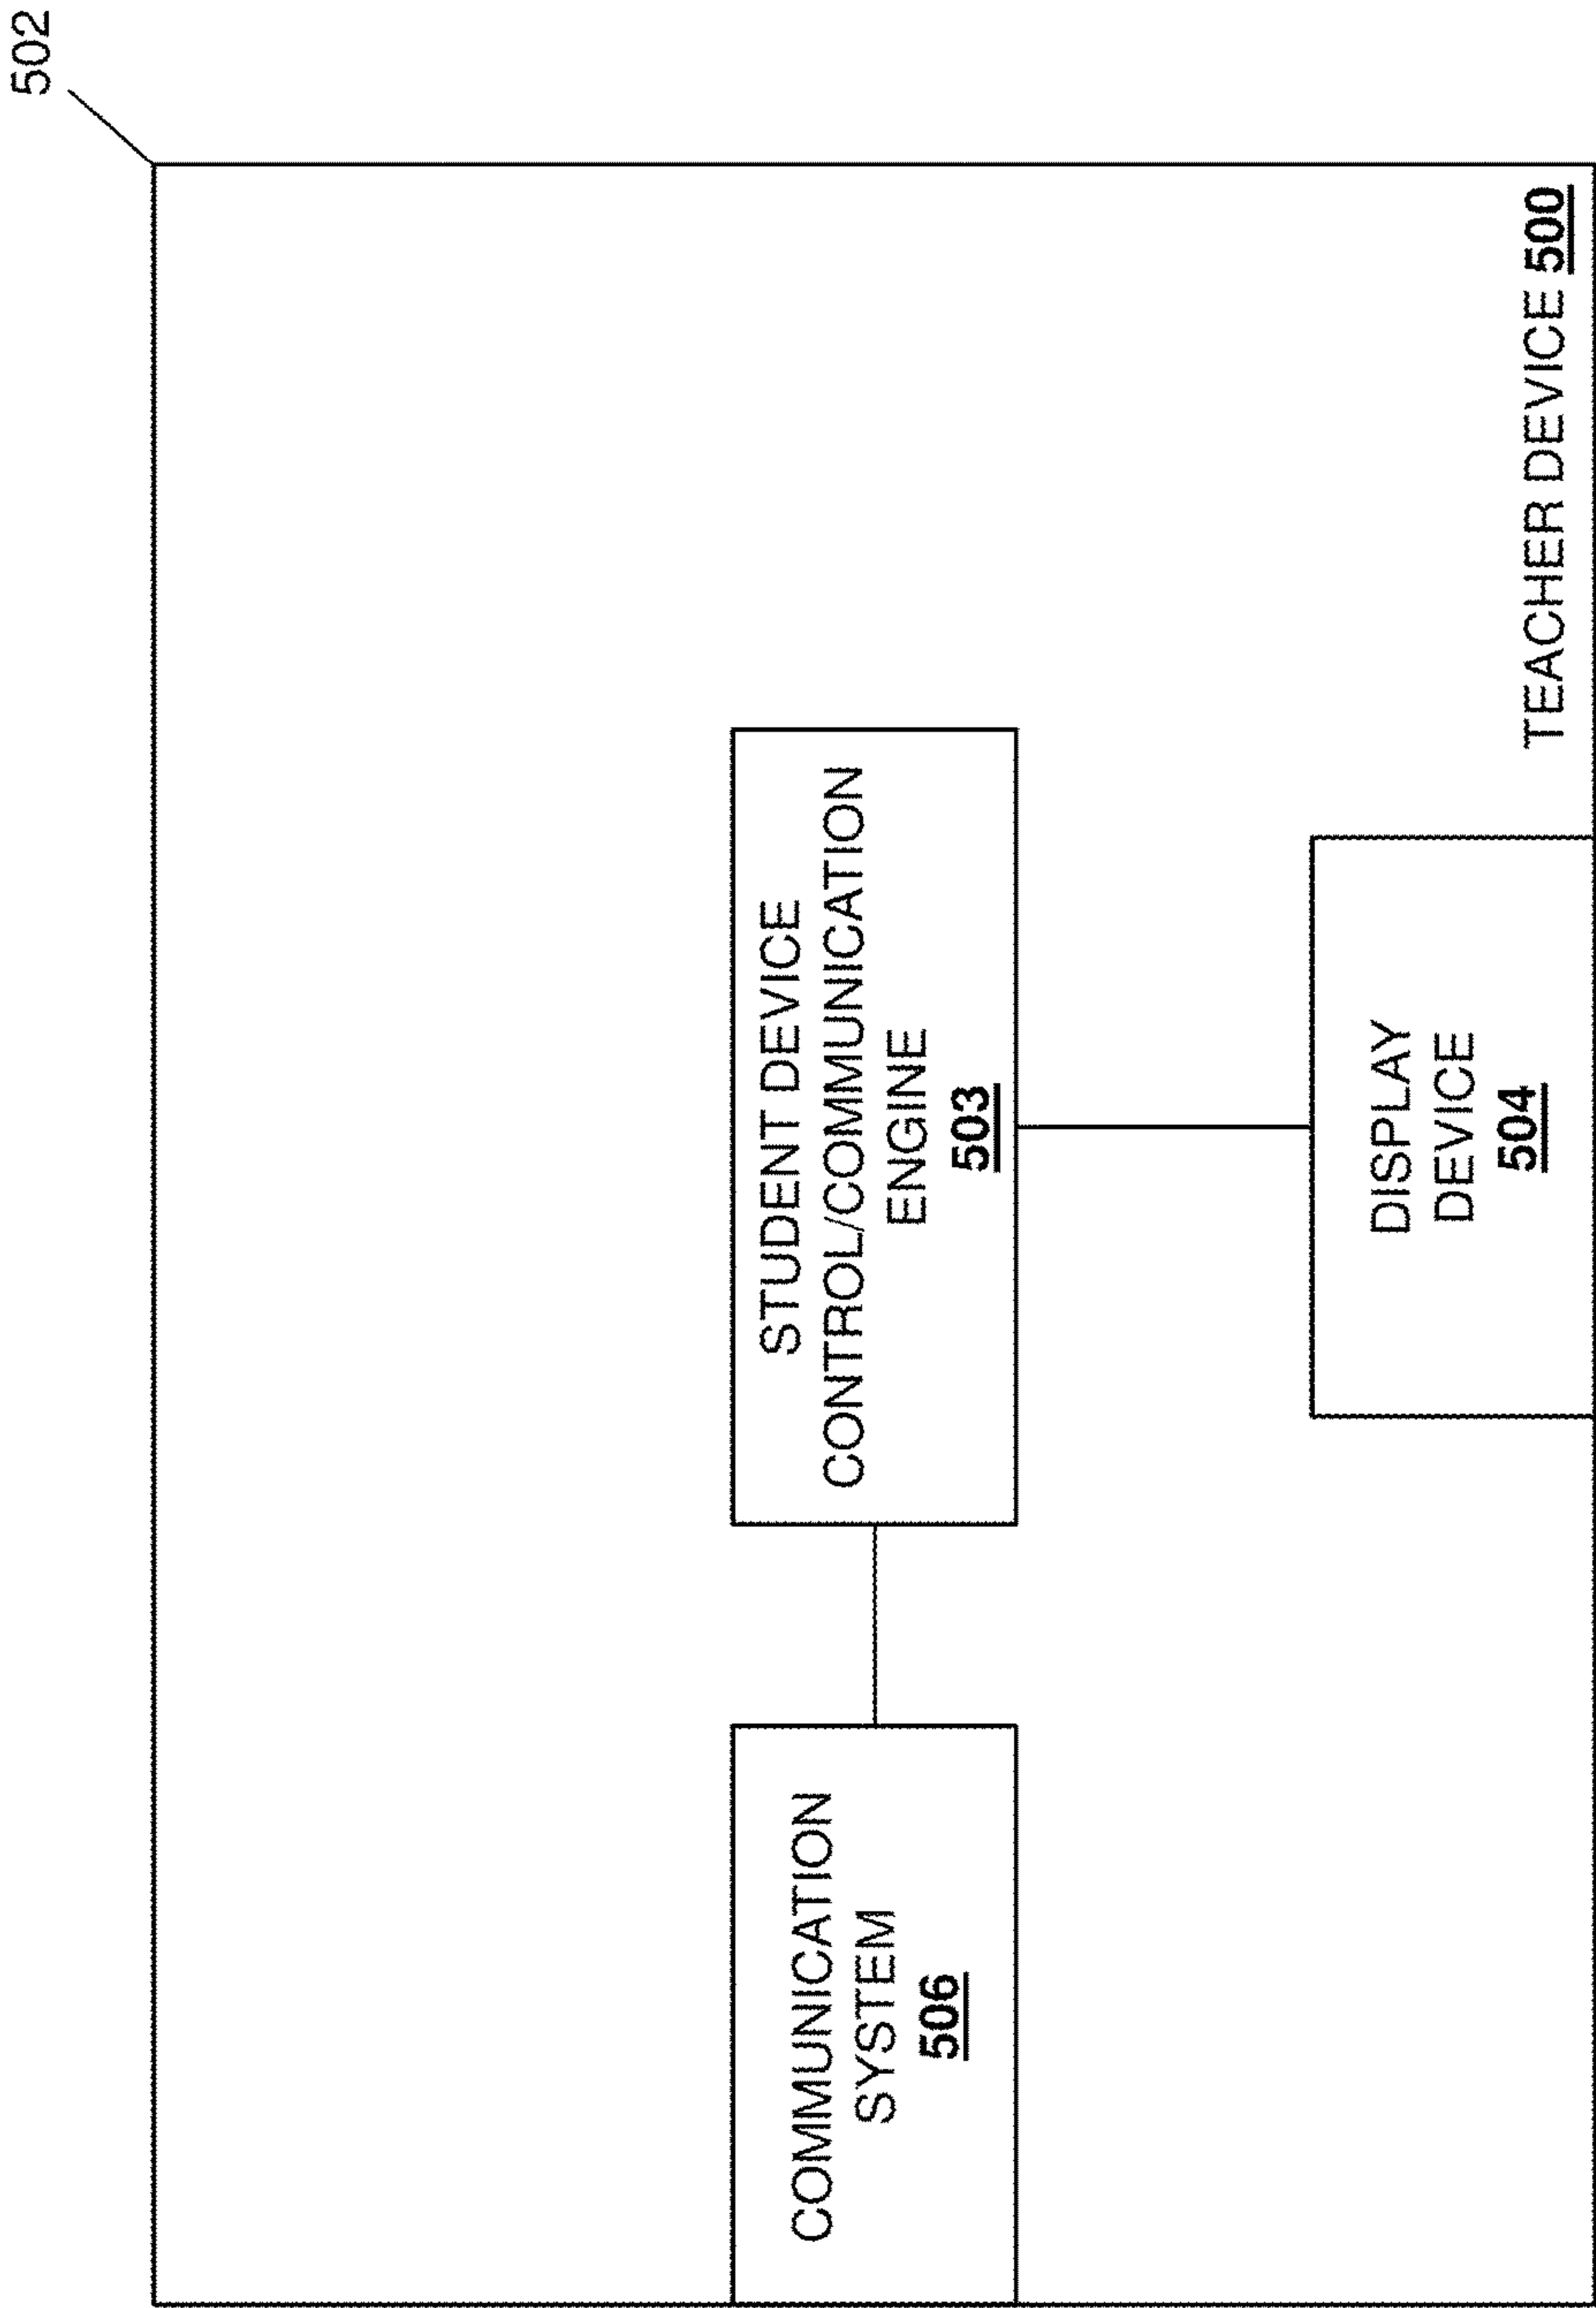 502
COMMUNICATION
SYSTEM
506
STUDENT DEVICE
CONTROL/COMMUNICATION
ENGINE
503
DISPLAY
DEVICE
504
TEACHER DEVICE 500